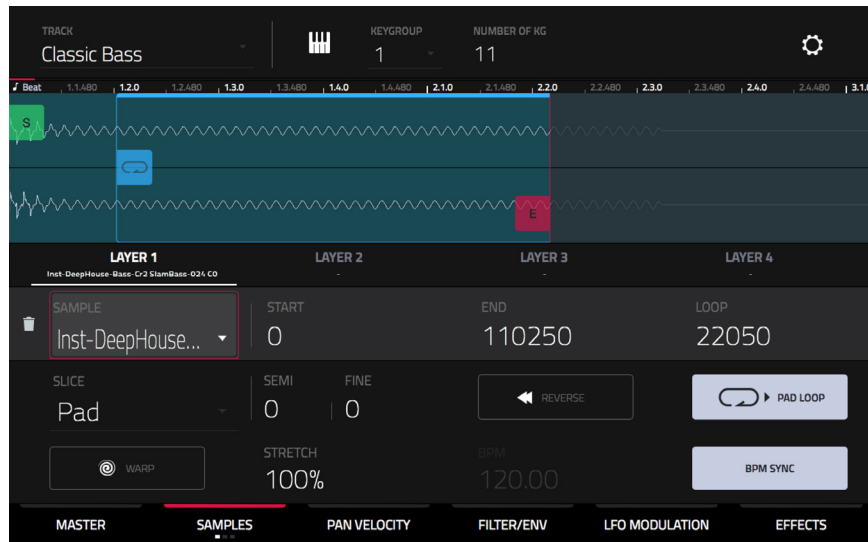 TRACK
Classic Bass
KEYGROUP
1
NUMBER OF KG
11
Beat 1.1.480 1.2.0 1.2.480 1.3.0 1.3.480 1.4.0 1.4.480 2.1.0 2.1.480 2.2.0 2.2.480 2.3.0 2.3.480 2.4.0 2.4.480 3.1.0
S
E
LAYER 1 LAYER 2 LAYER 3 LAYER 4
Inst-DeepHouse-Bass-Cr2 SlamBass-024 C0 - - -
SAMPLE START END LOOP
Inst-DeepHouse... 0 110250 22050
SLICE SEMI FINE
Pad 0 0 REVERSE PAD LOOP
STRETCH BPM
WARP 100% 120.00 BPM SYNC
MASTER SAMPLES PAN VELOCITY FILTER/ENV LFO MODULATION EFFECTS